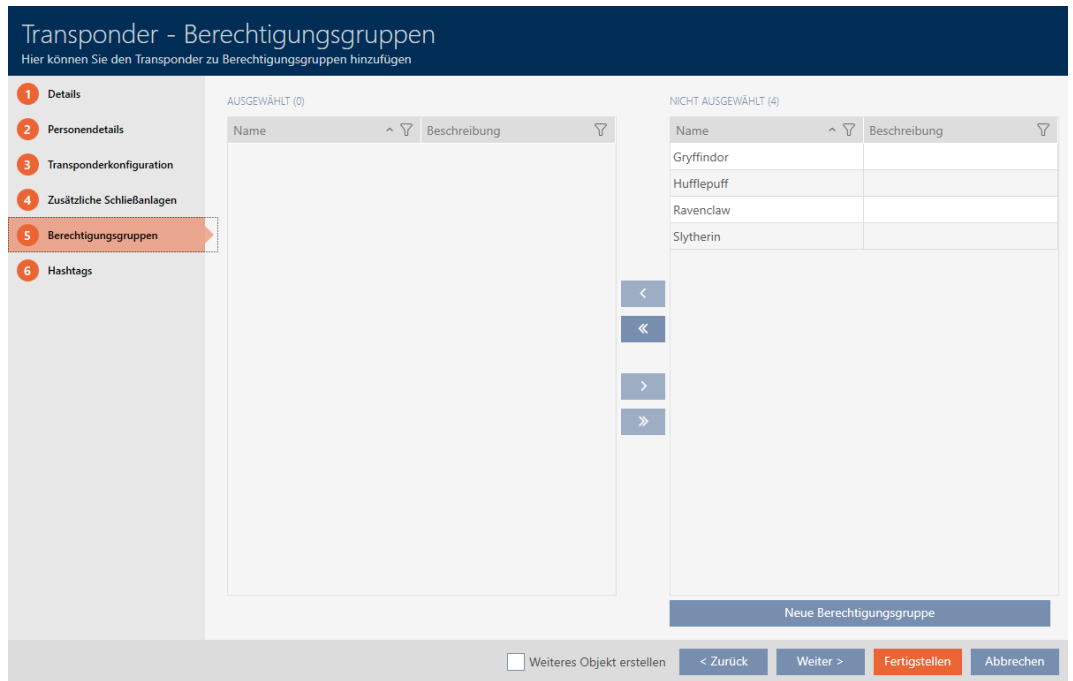 Transponder - Berechtigungsgruppen
Hier können Sie den Transponder zu Berechtigungsgruppen hinzufügen
1 Details
2 Personendetails
3 Transponderkonfiguration
4 Zusätzliche Schließanlagen
5 Berechtigungsgruppen
6 Hashtags
AUSGEWÄHLT (0)
Name Beschreibung
NICHT AUSGEWÄHLT (4)
Name Beschreibung
Gryffindor
Hufflepuff
Ravenclaw
Slytherin
<
«
>
»
Neue Berechtigungsgruppe
Weiteres Objekt erstellen < Zurück Weiter > Fertigstellen Abbrechen